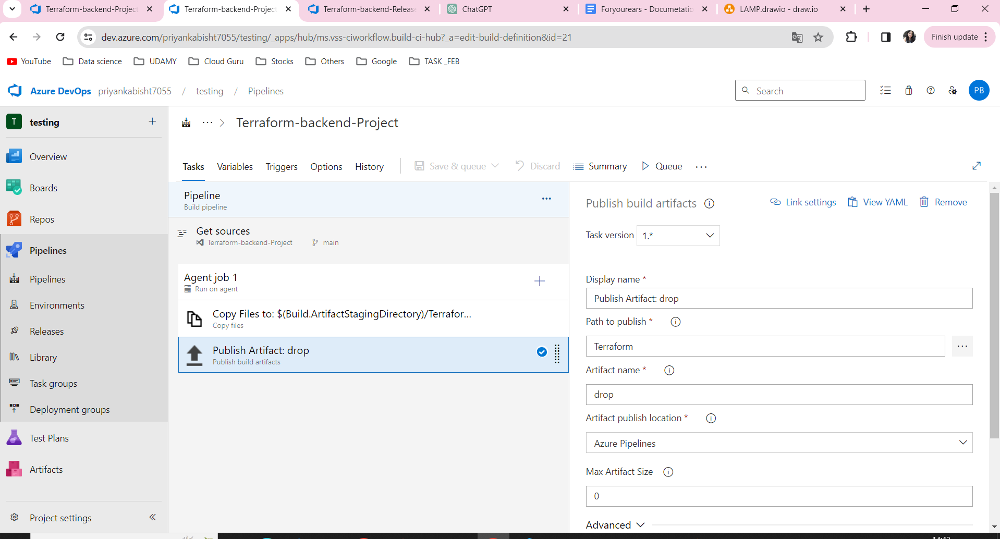 Terraform-backend-Project
Terraform-backend-Project
Terraform-backend-Release
ChatGPT
Foryourears - Documetatio
LAMP.drawio - draw.io
dev.azure.com/priyankabisht7055/testing/_apps/hub/ms.vss-ciworkflow.build-ci-hub?_a=edit-build-definition&id=21
Finish update
YouTube
Data science
UDAMY
Cloud Guru
Stocks
Others
Google
TASK _FEB
Azure DevOps
priyankabisht7055 / testing / Pipelines
Search
PB
T testing
Overview
Boards
Repos
Pipelines
Pipelines
Environments
Releases
Library
Task groups
Deployment groups
Test Plans
Artifacts
Project settings
Terraform-backend-Project
Tasks
Variables
Triggers
Options
History
Save & queue
Discard
Summary
Queue
Pipeline
Build pipeline
Get sources
Terraform-backend-Project
main
Agent job 1
Run on agent
Copy Files to: $(Build.ArtifactStagingDirectory)/Terrafor...
Copy files
Publish Artifact: drop
Publish build artifacts
Publish build artifacts
Link settings
View YAML
Remove
Task version
1.*
Display name *
Publish Artifact: drop
Path to publish *
Terraform
Artifact name *
drop
Artifact publish location *
Azure Pipelines
Max Artifact Size
0
Advanced